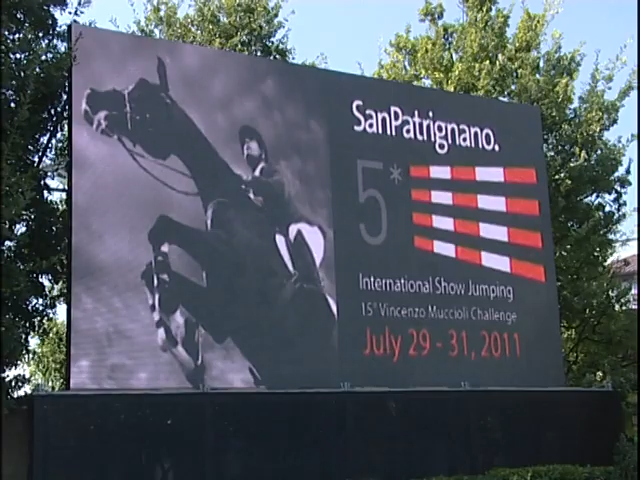 SanPatrignano.
5*
International Show Jumping
15° Vincenzo Muccioli Challenge
July 29 - 31, 2011